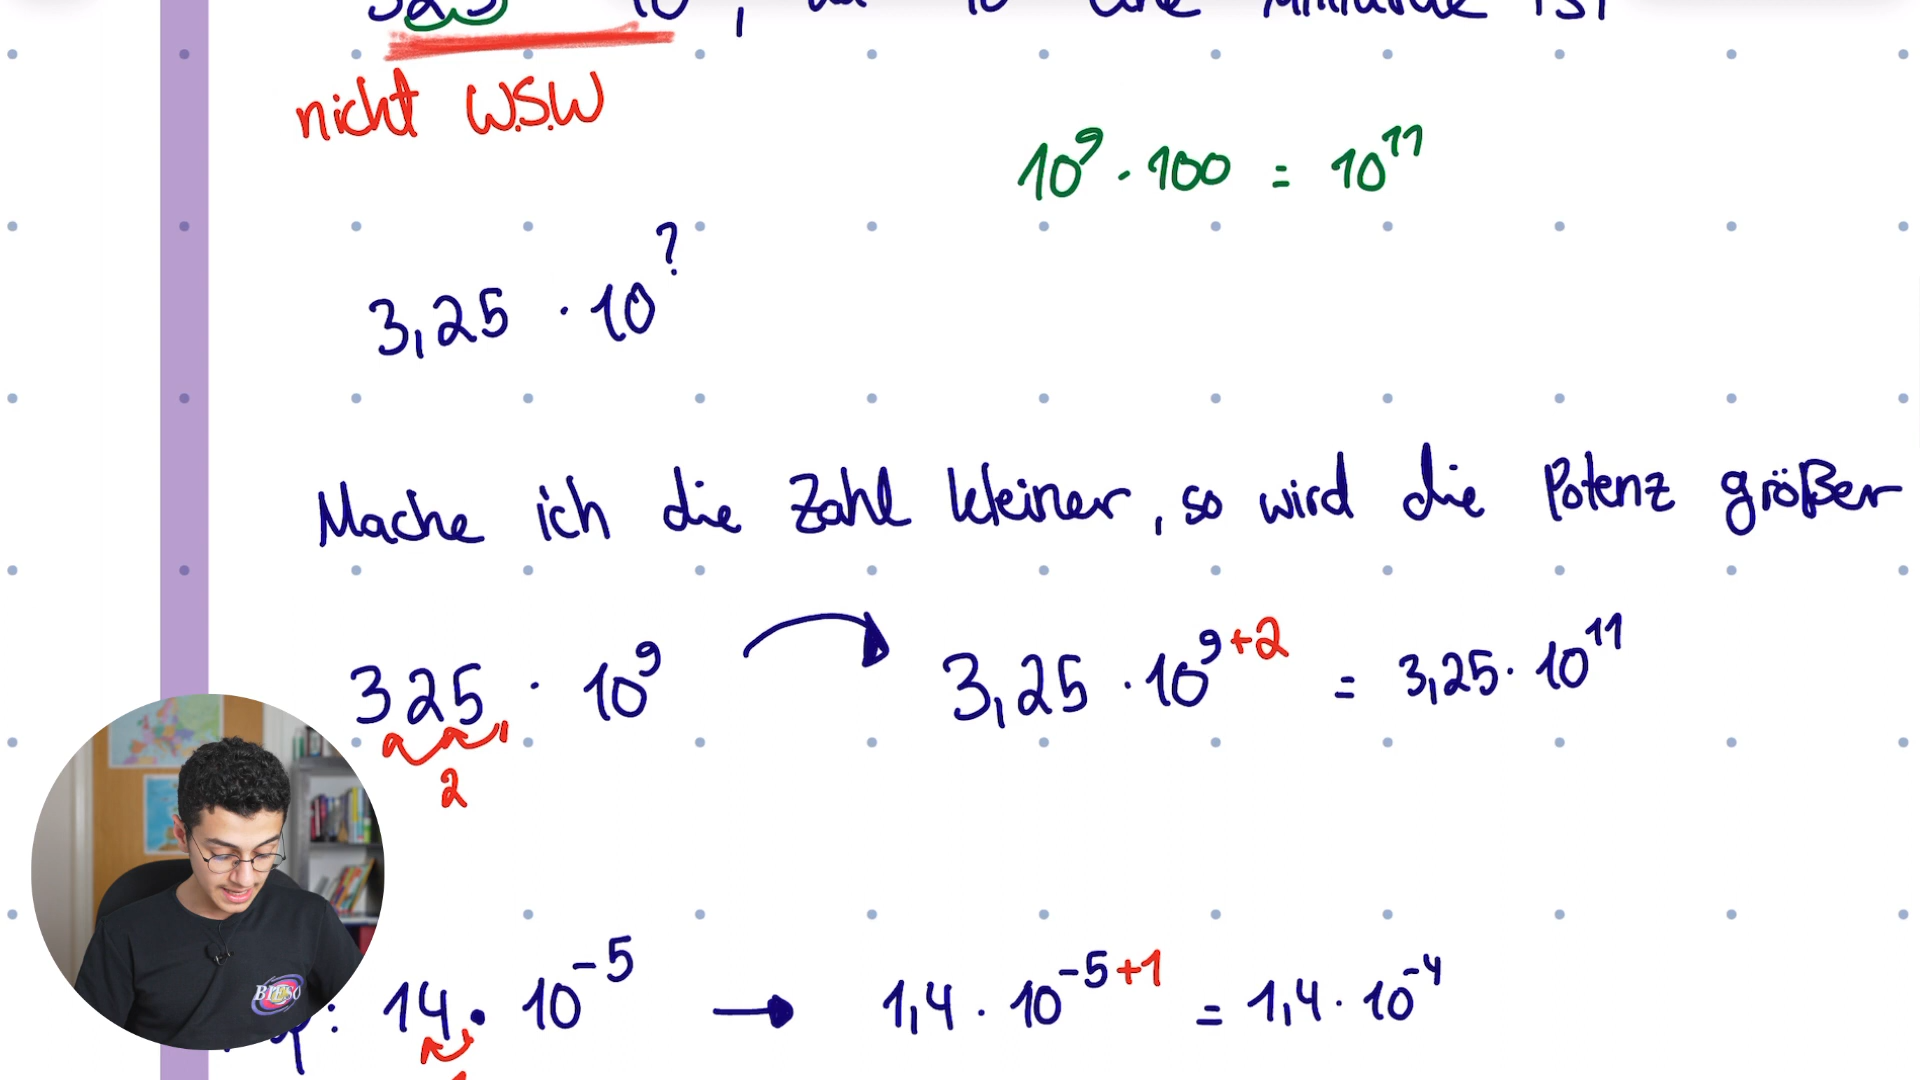 nicht W.S.W
10⁹ · 100 = 10¹¹
3,25 · 10^?
Mache ich die Zahl kleiner, so wird die Potenz größer
325 · 10⁹ 3,25 · 10⁹⁺² = 3,25 · 10¹¹
2
14 · 10⁻⁵ → 1,4 · 10⁻⁵⁺¹ = 1,4 · 10⁻⁴